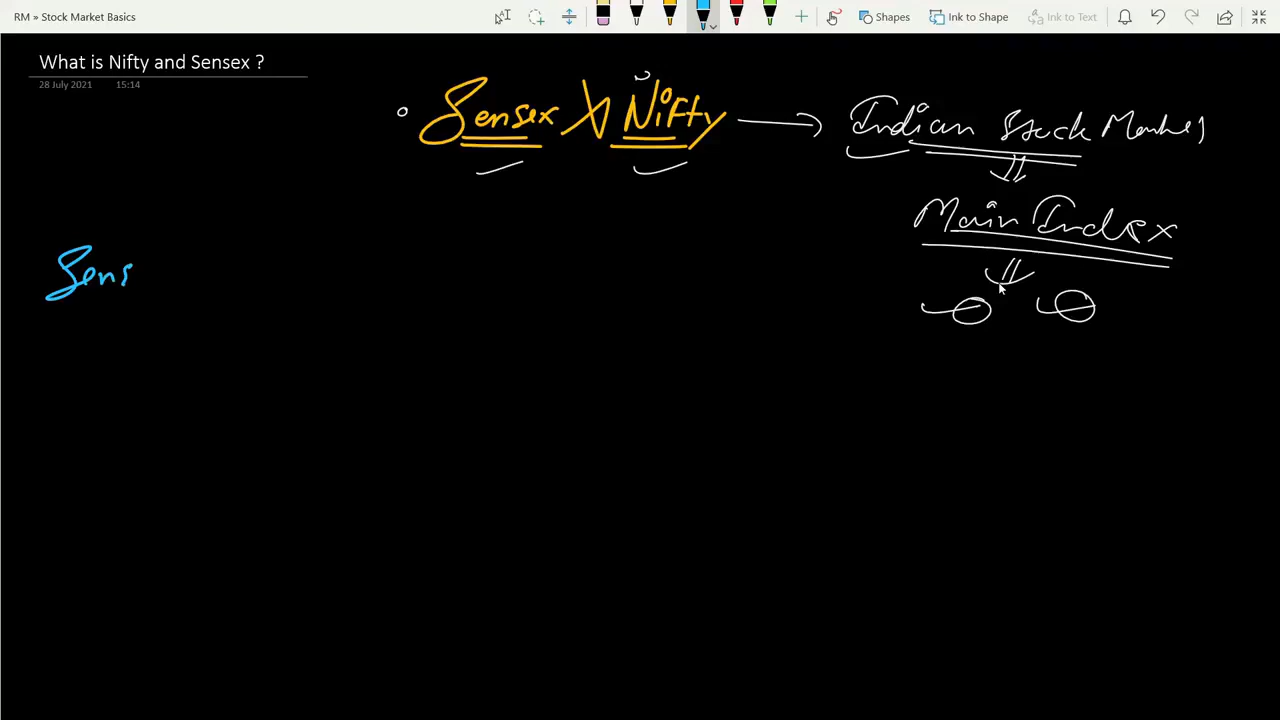 RM » Stock Market Basics
Shapes
Ink to Shape
Ink to Text
What is Nifty and Sensex ?
28 July 2021 15:14
Sensex & Nifty → Indian Stock Market
Main Index
Sens